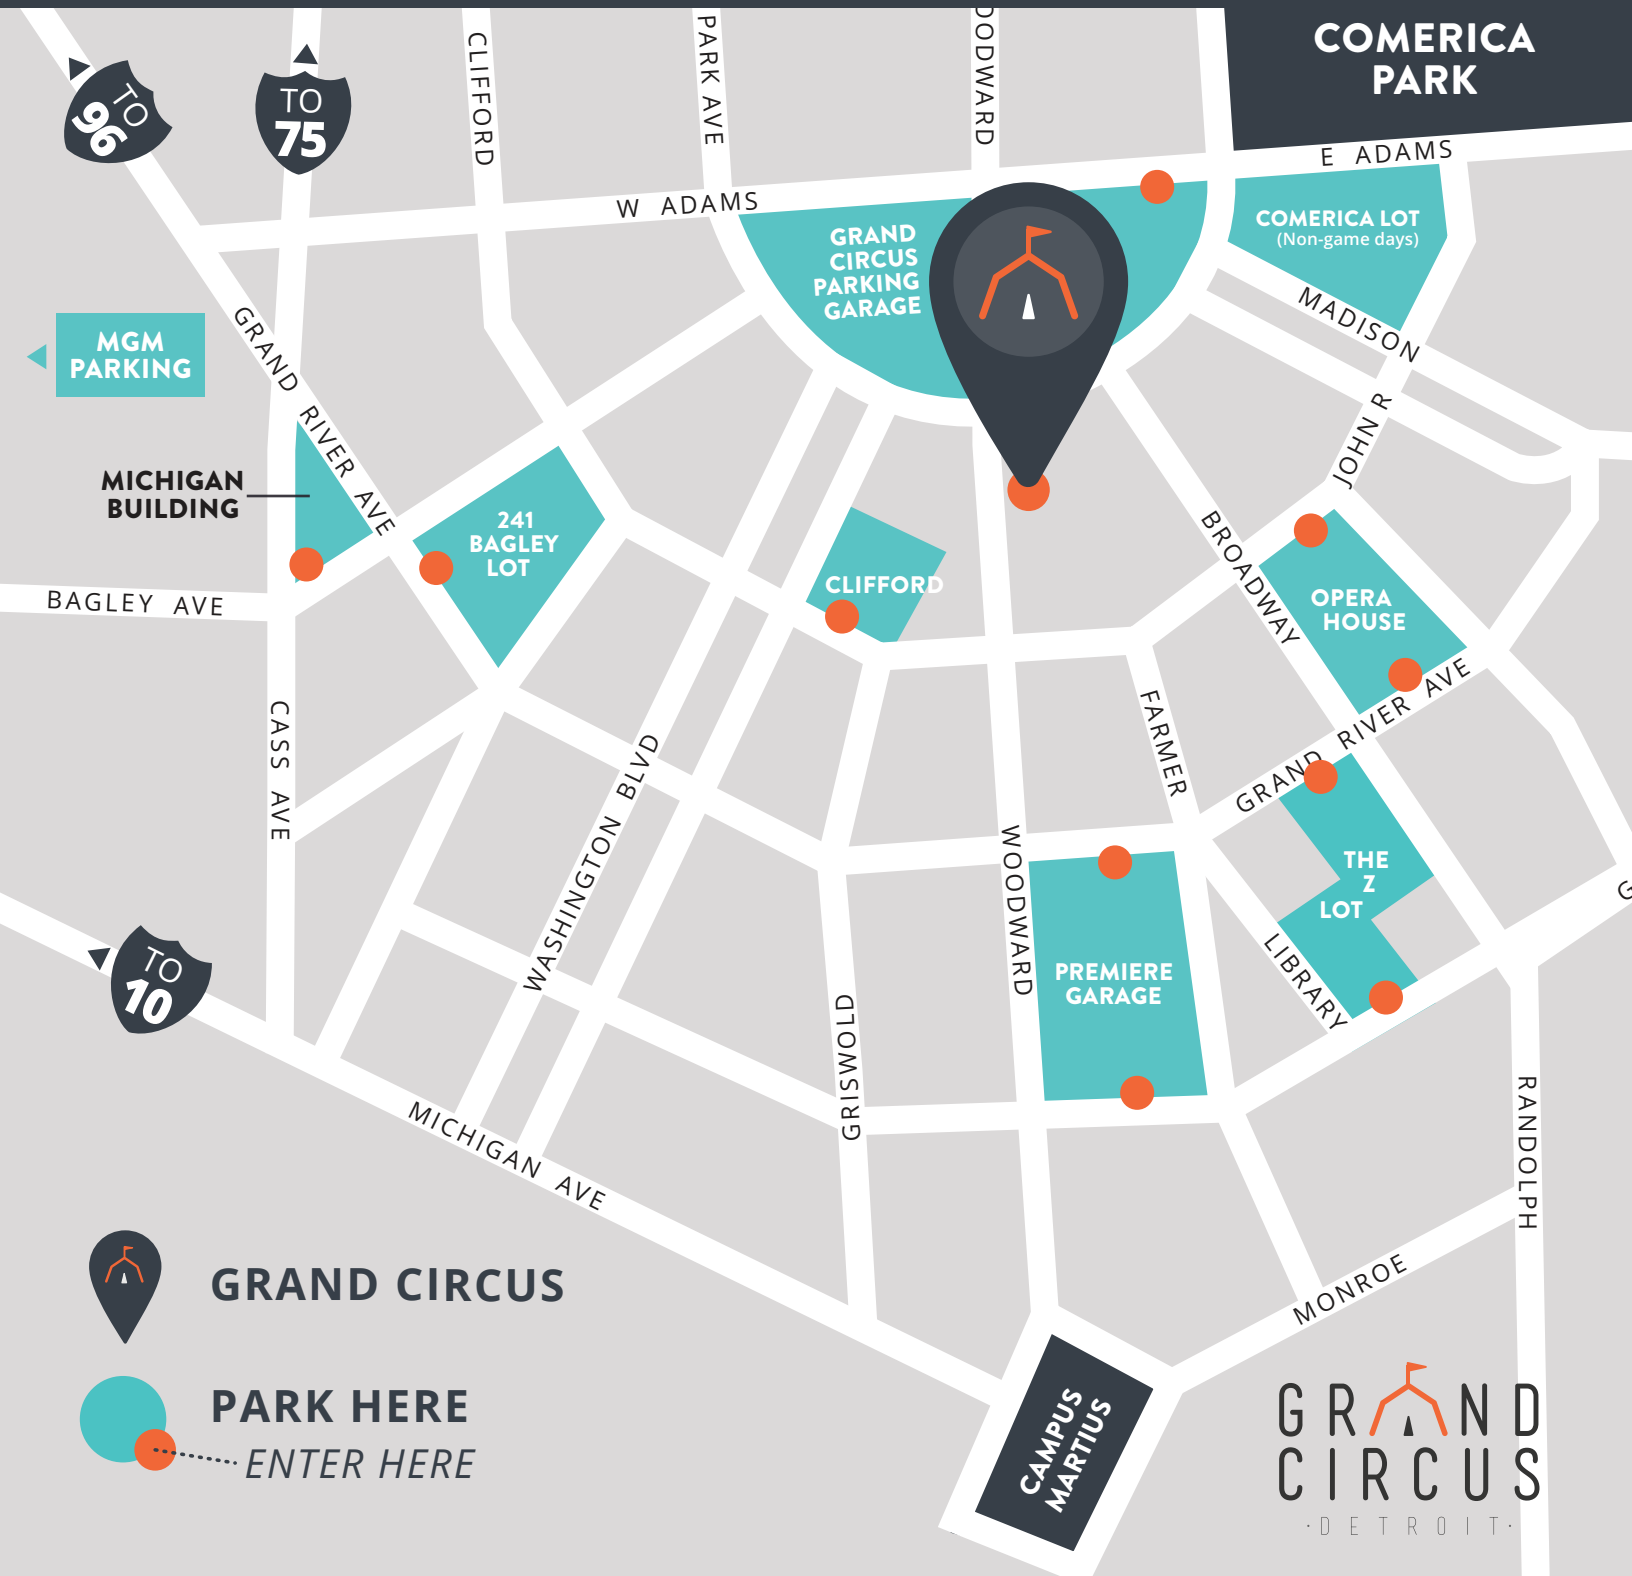 COMERICA
PARK
TO
96
TO
75
CLIFFORD
PARK AVE
OODWARD
E ADAMS
W ADAMS
COMERICA LOT
(Non-game days)
GRAND
CIRCUS
PARKING
GARAGE
MADISON
JOHN R
MGM
PARKING
GRAND RIVER AVE
MICHIGAN
BUILDING
241
BAGLEY
LOT
CLIFFORD
BROADWAY
OPERA
HOUSE
BAGLEY AVE
CASS AVE
WASHINGTON BLVD
FARMER
GRAND RIVER AVE
WOODWARD
THE
Z
LOT
G
LIBRARY
PREMIERE
GARAGE
TO
10
GRISWOLD
RANDOLPH
MICHIGAN AVE
MONROE
GRAND CIRCUS
PARK HERE
ENTER HERE
CAMPUS
MARTIUS
GRAND
CIRCUS
·DETROIT·